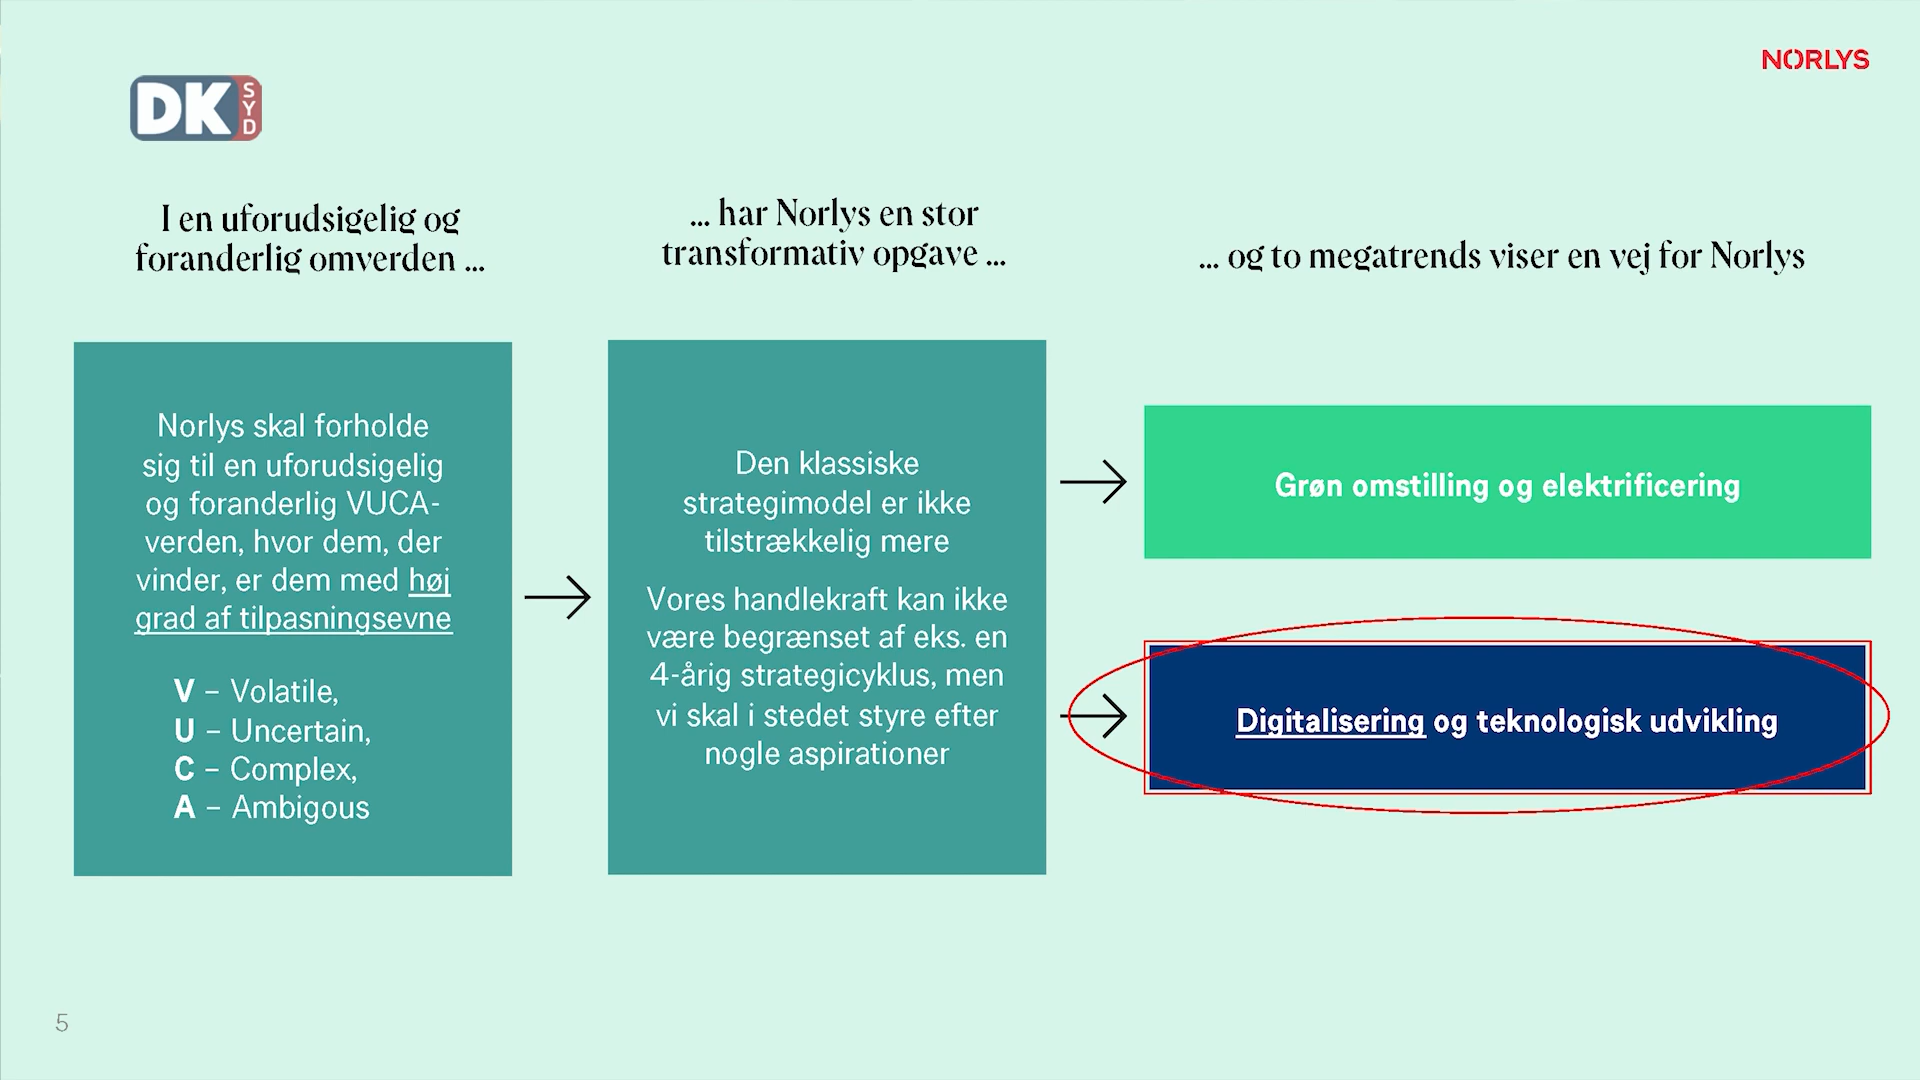 NORLYS
DK
SYD
I en uforudsigelig og
foranderlig omverden ...
... har Norlys en stor
transformativ opgave ...
... og to megatrends viser en vej for Norlys
Norlys skal forholde
sig til en uforudsigelig
og foranderlig VUCA-
verden, hvor dem, der
vinder, er dem med høj
grad af tilpasningsevne
V – Volatile,
U – Uncertain,
C – Complex,
A – Ambigous
Den klassiske
strategimodel er ikke
tilstrækkelig mere
Vores handlekraft kan ikke
være begrænset af eks. en
4-årig strategicyklus, men
vi skal i stedet styre efter
nogle aspirationer
Grøn omstilling og elektrificering
Digitalisering og teknologisk udvikling
5